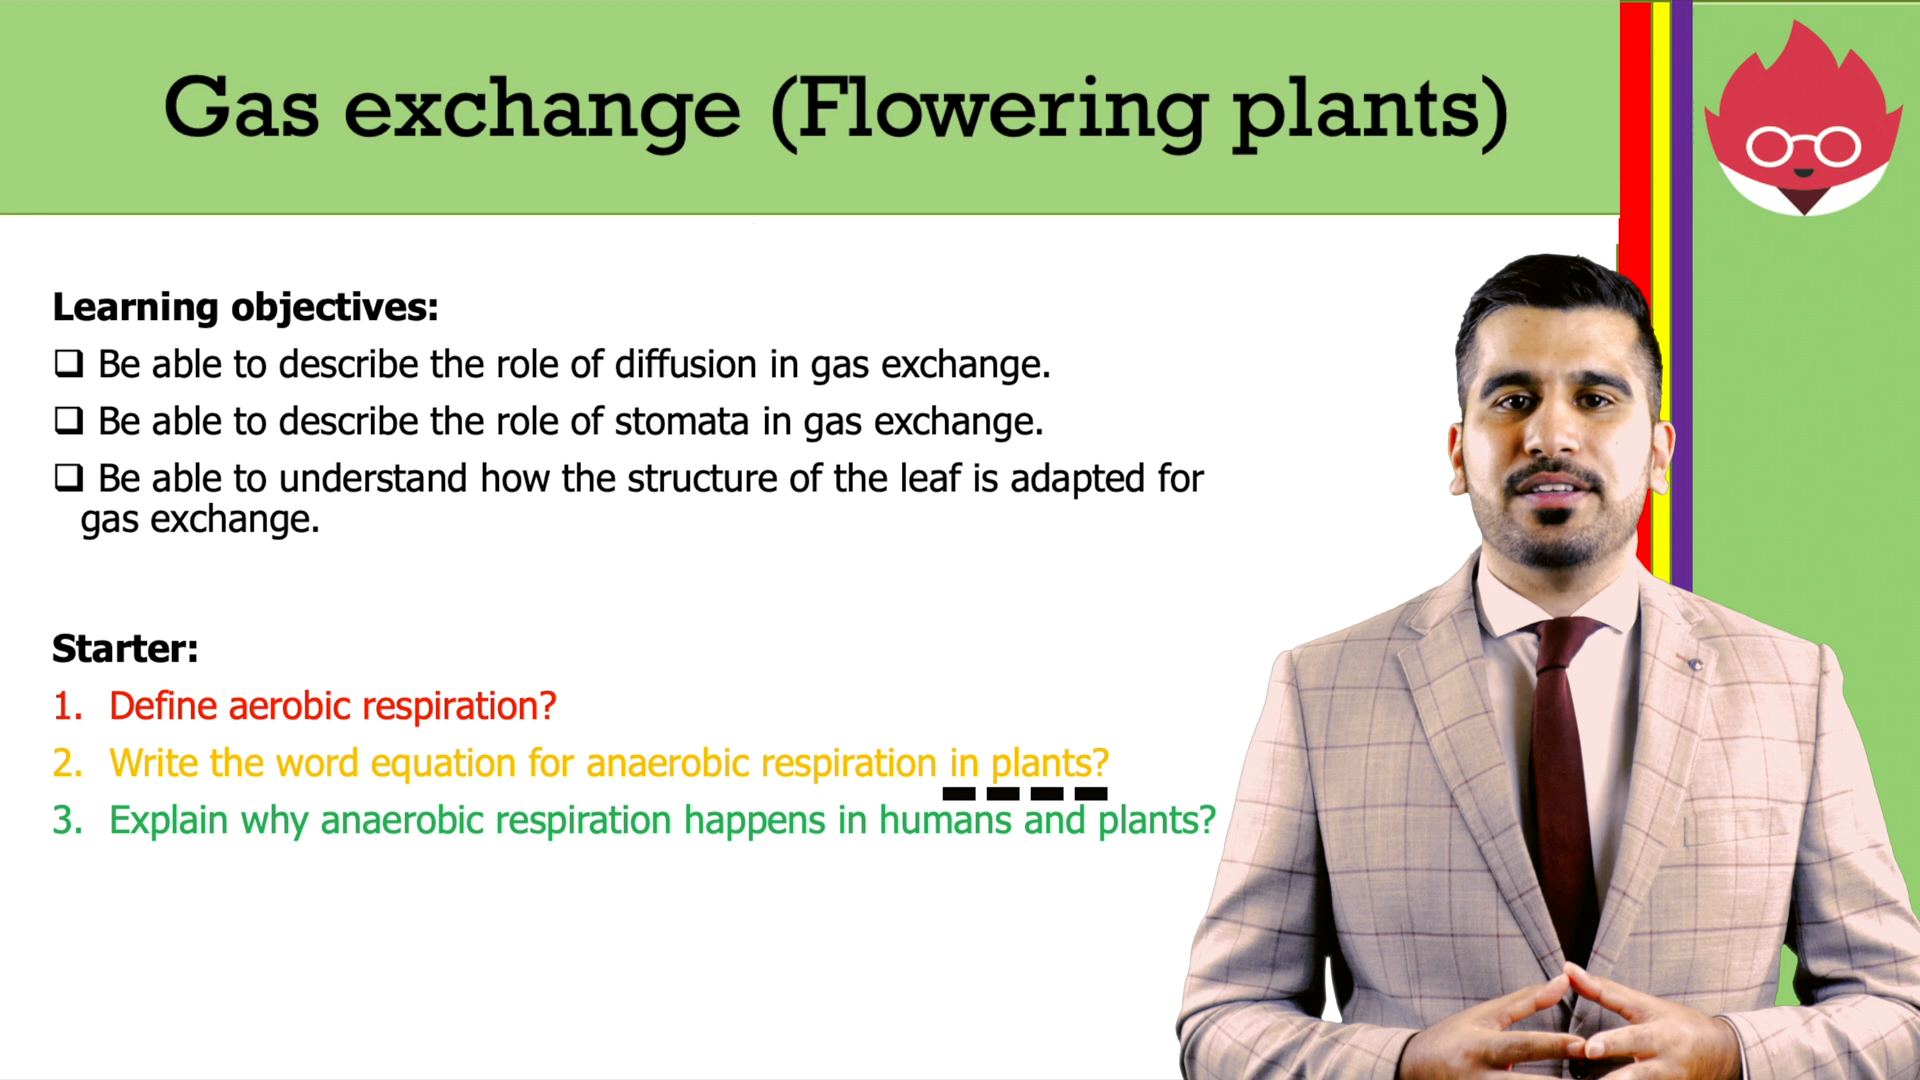 Gas exchange (Flowering plants)
Learning objectives:
❑ Be able to describe the role of diffusion in gas exchange.
❑ Be able to describe the role of stomata in gas exchange.
❑ Be able to understand how the structure of the leaf is adapted for
gas exchange.
Starter:
1. Define aerobic respiration?
2. Write the word equation for anaerobic respiration in plants?
3. Explain why anaerobic respiration happens in humans and plants?